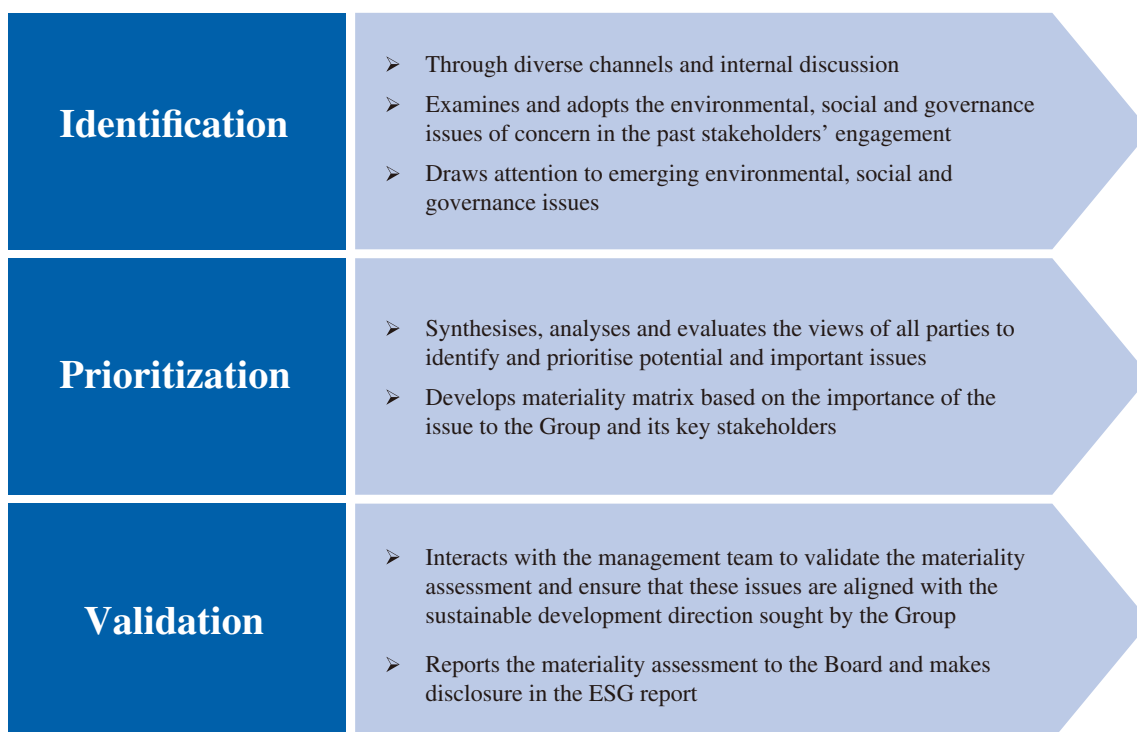 Identification
➢ Through diverse channels and internal discussion
➢ Examines and adopts the environmental, social and governance
issues of concern in the past stakeholders’ engagement
➢ Draws attention to emerging environmental, social and
governance issues
Prioritization
➢ Synthesises, analyses and evaluates the views of all parties to
identify and prioritise potential and important issues
➢ Develops materiality matrix based on the importance of the
issue to the Group and its key stakeholders
Validation
➢ Interacts with the management team to validate the materiality
assessment and ensure that these issues are aligned with the
sustainable development direction sought by the Group
➢ Reports the materiality assessment to the Board and makes
disclosure in the ESG report